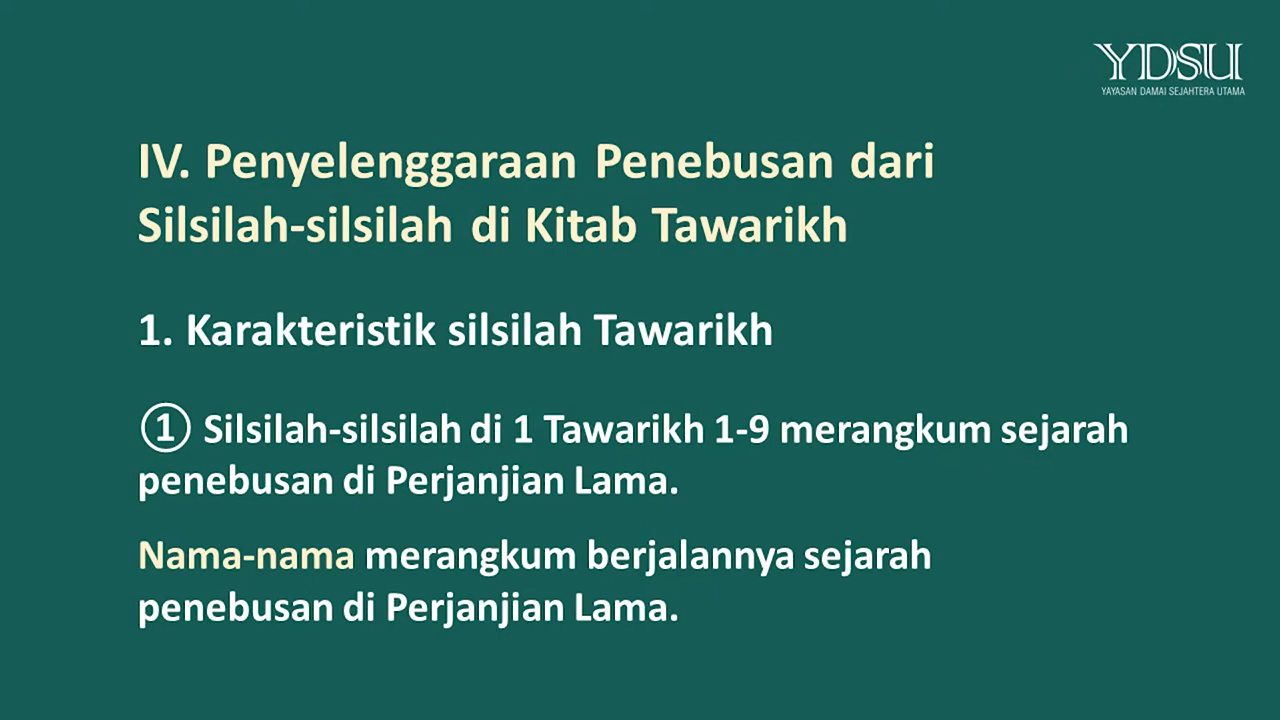 YDSU
YAYASAN DAMAI SEJAHTERA UTAMA
IV. Penyelenggaraan Penebusan dari
Silsilah-silsilah di Kitab Tawarikh
1. Karakteristik silsilah Tawarikh
① Silsilah-silsilah di 1 Tawarikh 1-9 merangkum sejarah
penebusan di Perjanjian Lama.
Nama-nama merangkum berjalannya sejarah
penebusan di Perjanjian Lama.